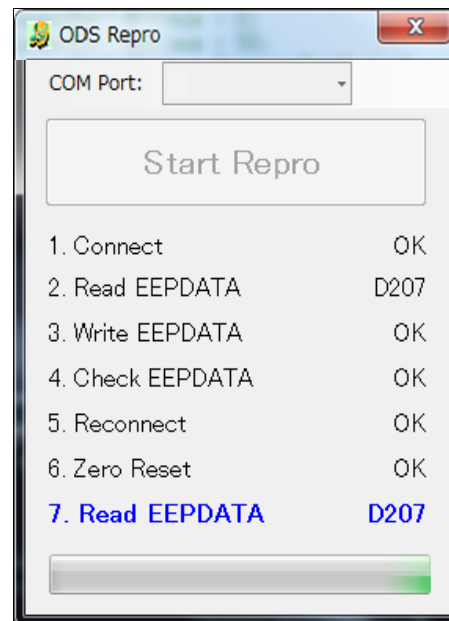 ODS Repro
COM Port:
Start Repro
1. Connect OK
2. Read EEPDATA D207
3. Write EEPDATA OK
4. Check EEPDATA OK
5. Reconnect OK
6. Zero Reset OK
7. Read EEPDATA D207